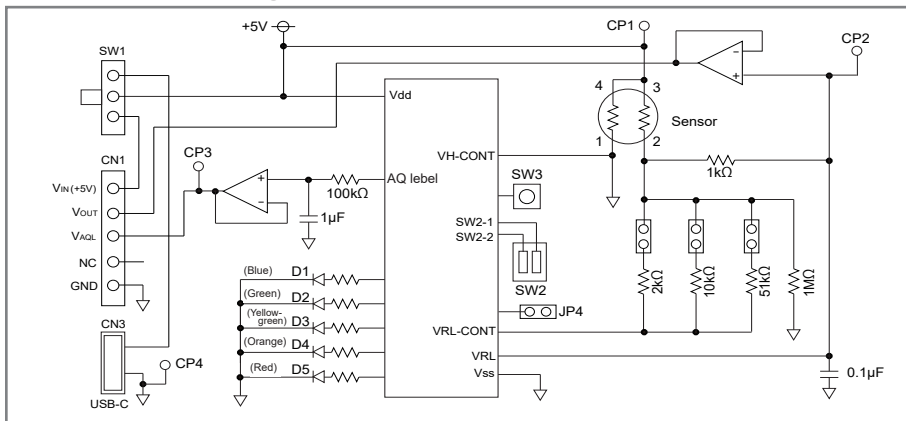 +5V
CP1
CP2
SW1
4
3
Vdd
Sensor
CP3
1
2
CN1
VH-CONT
VIN (+5V)
AQ lebel
1kΩ
100kΩ
SW3
VOUT
1µF
SW2-1
VAQL
SW2-2
NC
2kΩ
10kΩ
51kΩ
1MΩ
(Blue) D1
SW2
GND
(Green) D2
(Yellow-
green) D3
JP4
CN3
VRL-CONT
(Orange) D4
CP4
VRL
(Red) D5
Vss
0.1µF
USB-C